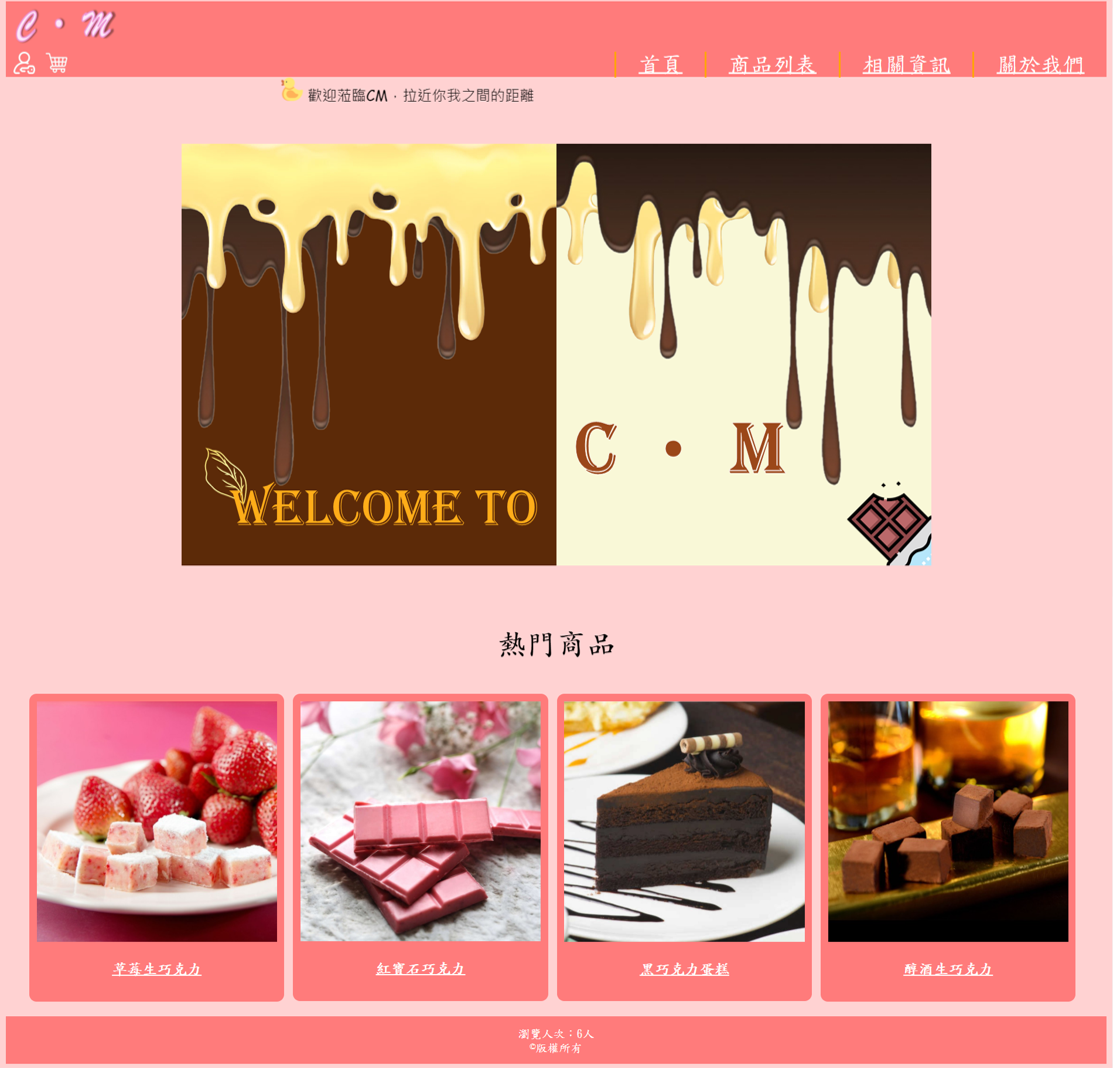 C・M
首頁
商品列表
相關資訊
關於我們
歡迎蒞臨CM，拉近你我之間的距離
WELCOME TO
C・M
熱門商品
草莓生巧克力
紅寶石巧克力
黑巧克力蛋糕
醇酒生巧克力
瀏覽人次：6人
©版權所有